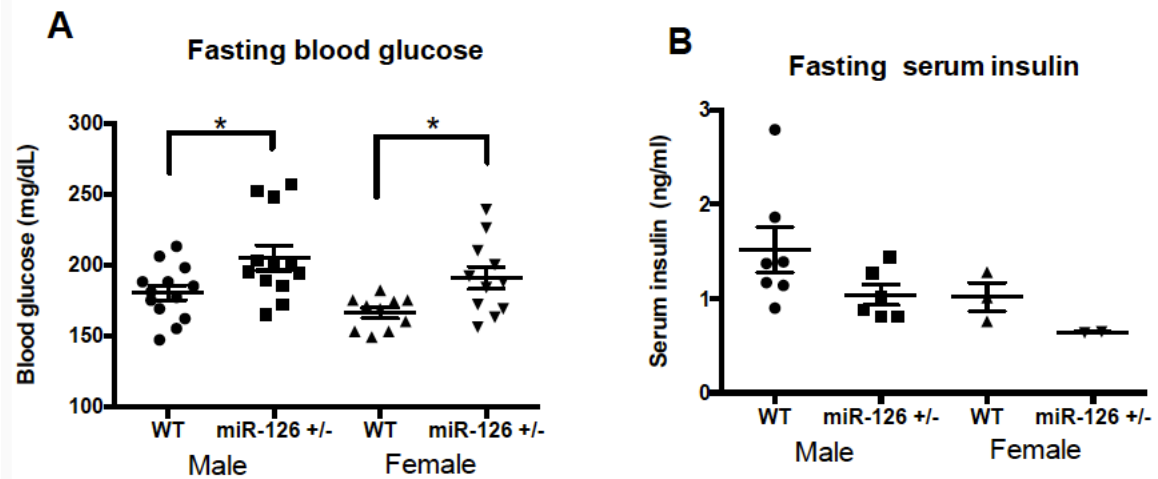 A
Fasting blood glucose
Blood glucose (mg/dL)
300
250
200
150
100
*
*
WT
miR-126 +/-
WT
miR-126 +/-
Male
Female
B
Fasting serum insulin
Serum insulin (ng/ml)
3
2
1
0
WT
miR-126 +/-
WT
miR-126 +/-
Male
Female